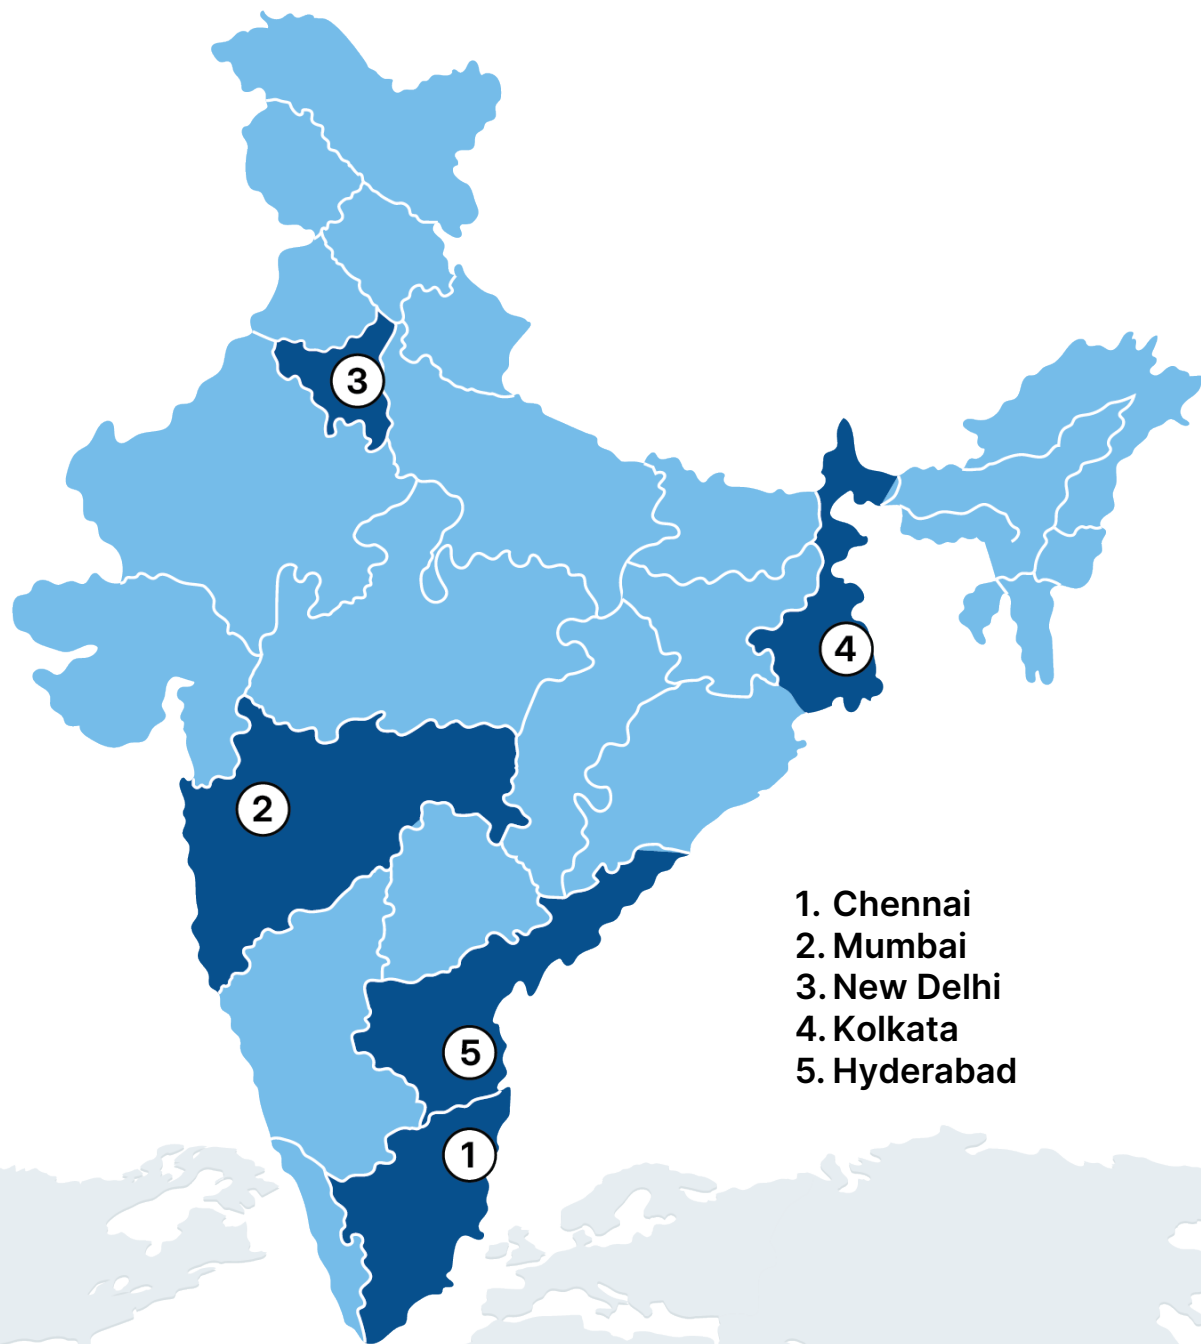 3
4
2
5
1
1. Chennai
2. Mumbai
3. New Delhi
4. Kolkata
5. Hyderabad